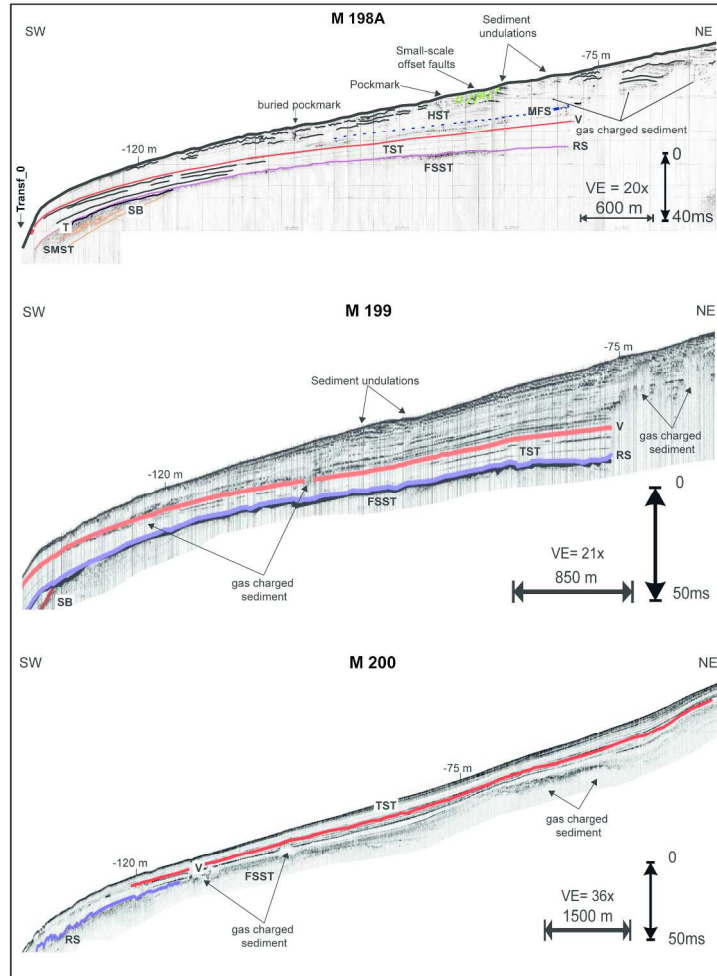 M 198A
SW
NE
Sediment
undulations
Small-scale
offset faults
-75 m
Pockmark
buried pockmark
HST
MFS
gas charged sediment
V
-120 m
TST
RS
FSST
0
Transf_0
VE = 20x
600 m
SB
T
40ms
SMST
SW
M 199
NE
-75 m
Sediment undulations
gas charged
sediment
V
-120 m
TST
RS
0
FSST
VE= 21x
gas charged
sediment
850 m
50ms
SB
SW
M 200
NE
-75 m
TST
gas charged
sediment
-120 m
V
0
FSST
VE= 36x
gas charged
sediment
1500 m
RS
50ms